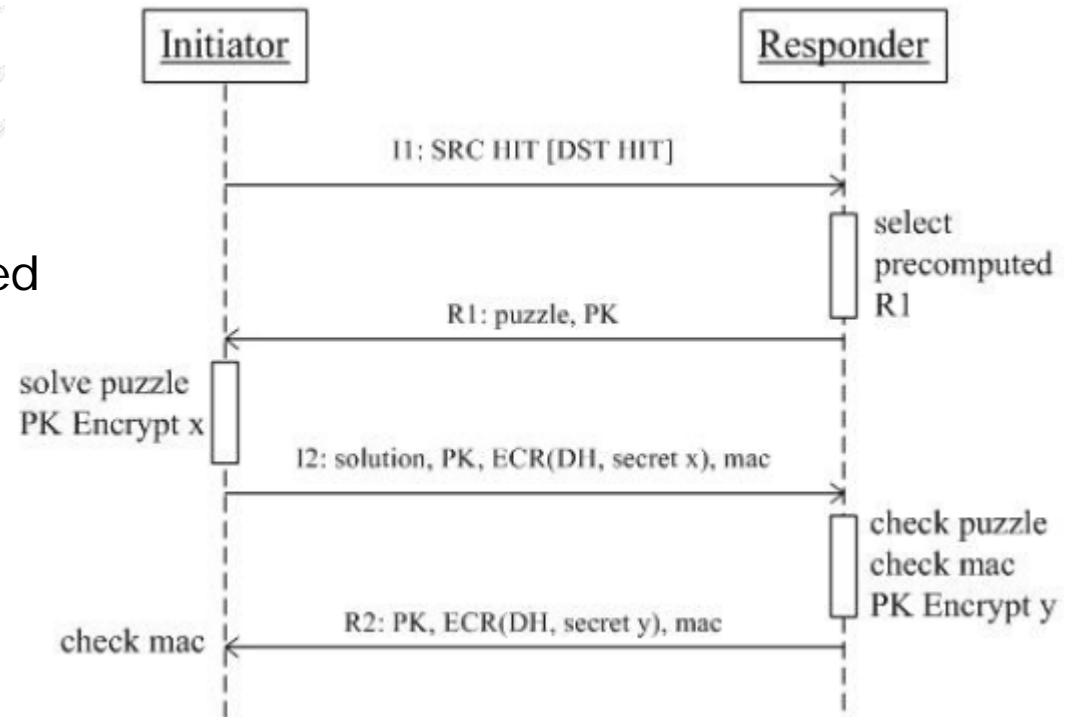 Initiator
Responder
I1: SRC HIT [DST HIT]
select
precomputed
R1
ed
R1: puzzle, PK
solve puzzle
PK Encrypt x
I2: solution, PK, ECR(DH, secret x), mac
check puzzle
check mac
PK Encrypt y
R2: PK, ECR(DH, secret y), mac
check mac